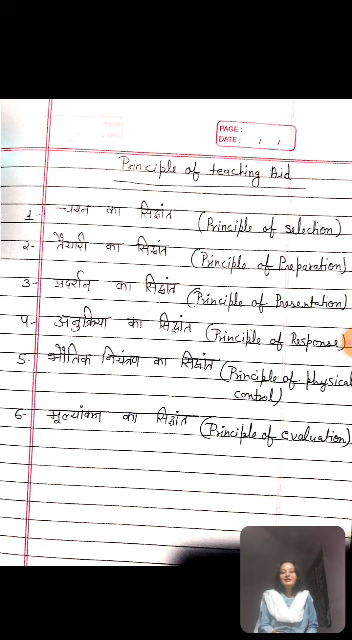 PAGE:
DATE: / /
Principle of teaching Aid
1- चयन का सिद्धांत (Principle of selection)
2- तैयारी का सिद्धांत (Principle of Preparation)
3- प्रदर्शन का सिद्धांत (Principle of Presentation)
4- अनुक्रिया का सिद्धांत (Principle of Response)
5- भौतिक नियंत्रण का सिद्धांत (Principle of physical
control)
6- मूल्यांकन का सिद्धांत (Principle of evaluation)